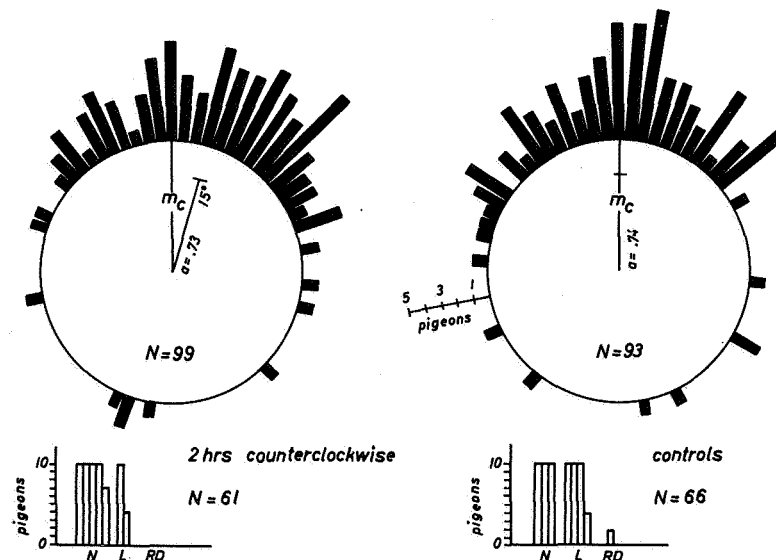 m_c
15°
a=.73
N=99
m_c
a=.74
5 3 1
pigeons
N=93
2 hrs counterclockwise
N=61
pigeons
10
0
N L RD
controls
N=66
pigeons
10
0
N L RD